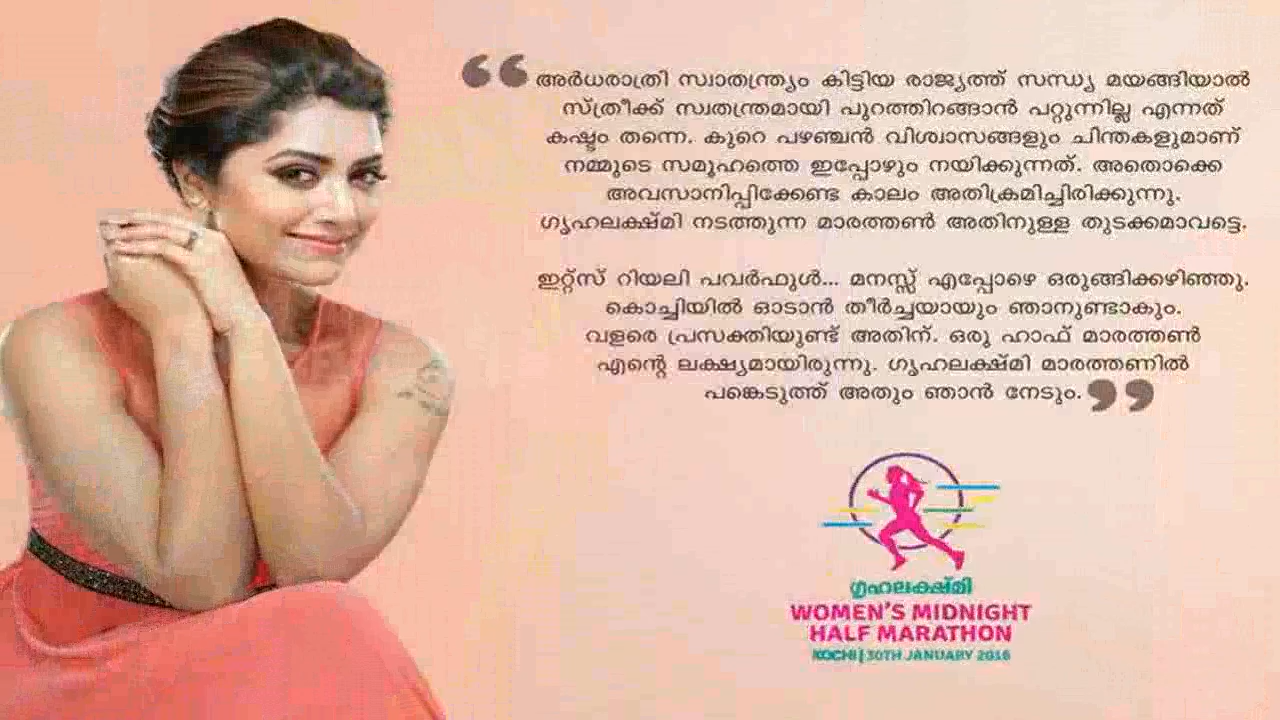 “ അർധരാത്രി സ്വാതന്ത്ര്യം കിട്ടിയ രാജ്യത്ത് സന്ധ്യ മയങ്ങിയാൽ
സ്ത്രീക്ക് സ്വതന്ത്രമായി പുറത്തിറങ്ങാൻ പറ്റുന്നില്ല എന്നത്
കഷ്ടം തന്നെ. കുറെ പഴഞ്ചൻ വിശ്വാസങ്ങളും ചിന്തകളുമാണ്
നമ്മുടെ സമൂഹത്തെ ഇപ്പോഴും നയിക്കുന്നത്. അതൊക്കെ
അവസാനിപ്പിക്കേണ്ട കാലം അതിക്രമിച്ചിരിക്കുന്നു.
ഗൃഹലക്ഷ്മി നടത്തുന്ന മാരത്തൺ അതിനുള്ള തുടക്കമാവട്ടെ.
ഇറ്റ്സ് റിയലി പവർഫുൾ... മനസ്സ് എപ്പോഴെ ഒരുങ്ങിക്കഴിഞ്ഞു.
കൊച്ചിയിൽ ഓടാൻ തീർച്ചയായും ഞാനുണ്ടാകും.
വളരെ പ്രസക്തിയുണ്ട് അതിന്. ഒരു ഹാഫ് മാരത്തൺ
എന്റെ ലക്ഷ്യമായിരുന്നു. ഗൃഹലക്ഷ്മി മാരത്തണിൽ
പങ്കെടുത്ത് അതും ഞാൻ നേടും. ”
ഗൃഹലക്ഷ്മി
WOMEN'S MIDNIGHT
HALF MARATHON
KOCHI | 30TH JANUARY 2016